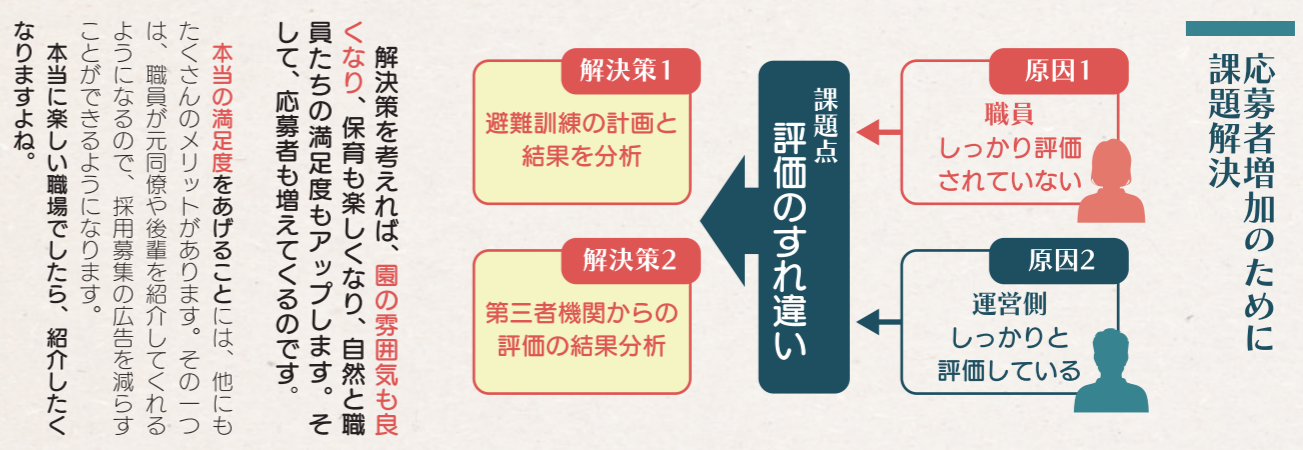 応募者増加のために
課題解決
原因1
職員
しっかり評価
されていない
原因2
運営側
しっかりと
評価している
課題点
評価のすれ違い
解決策1
避難訓練の計画と
結果を分析
解決策2
第三者機関からの
評価の結果分析
解決策を考えれば、園の雰囲気も良
くなり、保育も楽しくなり、自然と職
員たちの満足度もアップします。そ
して、応募者も増えてくるのです。
本当の満足度をあげることには、他にも
たくさんのメリットがあります。その一つ
は、職員が元同僚や後輩を紹介してくれる
ようになるので、採用募集の広告を減らす
ことができるようになります。
本当に楽しい職場でしたら、紹介したく
なりますよね。